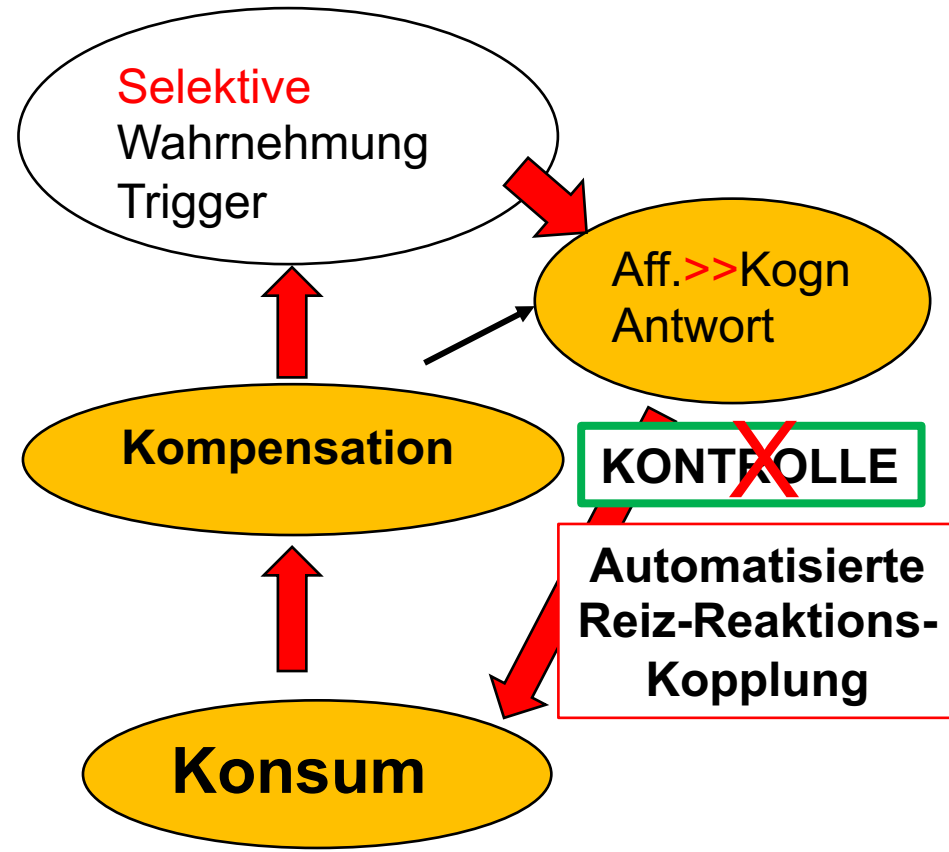 Selektive
Wahrnehmung
Trigger
Aff.>>Kogn
Antwort
Kompensation
KONTROLLE
X
Automatisierte
Reiz-Reaktions-
Kopplung
Konsum